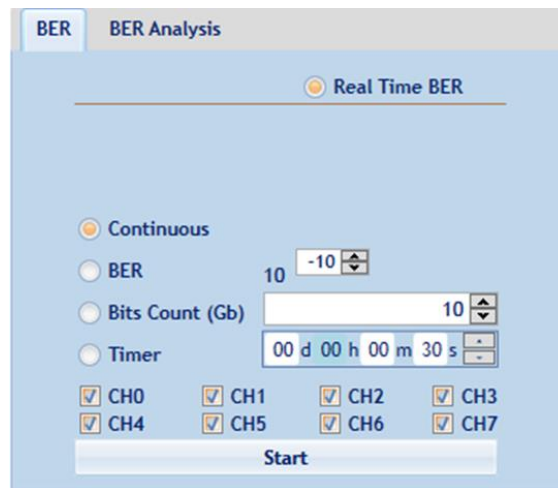 BER BER Analysis
Real Time BER
Continuous
BER 10 -10
Bits Count (Gb) 10
Timer 00 d 00 h 00 m 30 s
CH0 CH1 CH2 CH3
CH4 CH5 CH6 CH7
Start